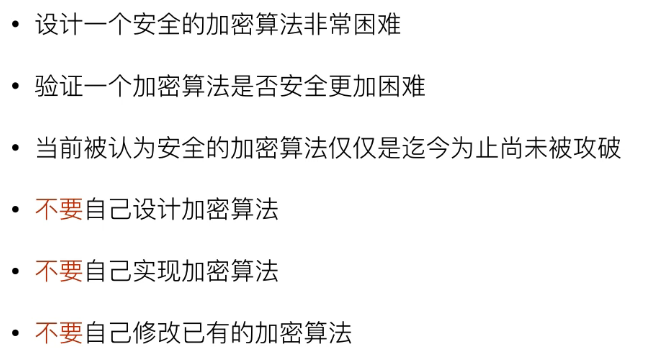 • 设计一个安全的加密算法非常困难
• 验证一个加密算法是否安全更加困难
• 当前被认为安全的加密算法仅仅是迄今为止尚未被攻破
• 不要自己设计加密算法
• 不要自己实现加密算法
• 不要自己修改已有的加密算法